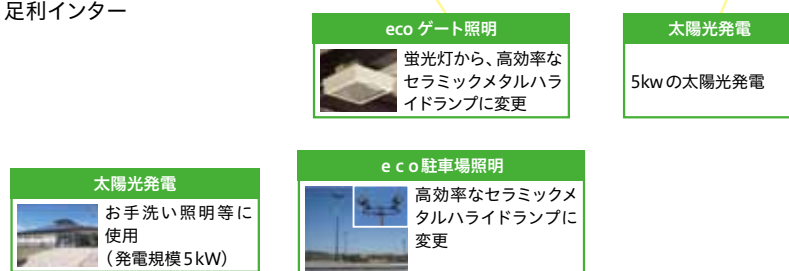 足利インター
eco ゲート照明
蛍光灯から、高効率な
セラミックメタルハラ
イドランプに変更
太陽光発電
5kwの太陽光発電
太陽光発電
お手洗い照明等に
使用
（発電規模5kW）
eco駐車場照明
高効率なセラミックメ
タルハライドランプに
変更